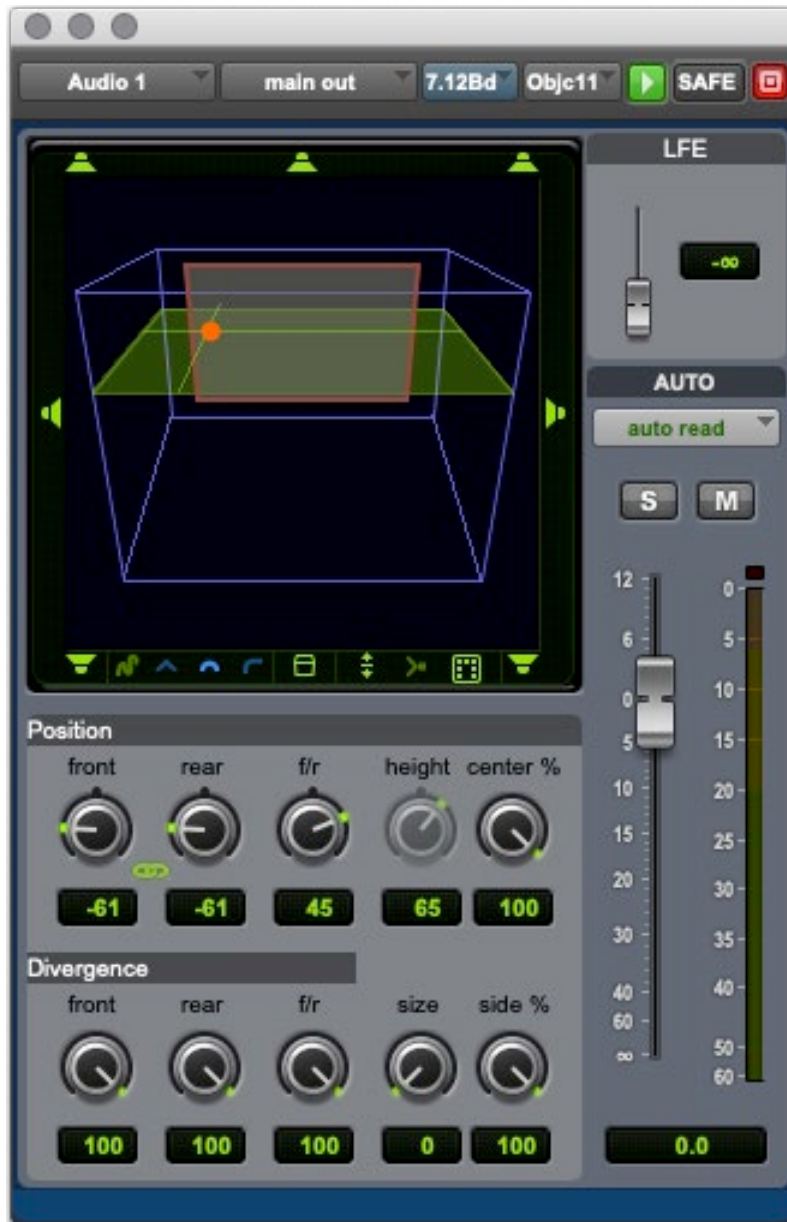 Audio 1 main out 7.12Bd Objc11 SAFE
LFE
-∞
AUTO
auto read
S M
12 0
6 5
0 10
5 15
10 20
15 25
20 30
30 35
40 40
60 50
∞ 60
0.0
Position
front rear f/r height center %
-61 -61 45 65 100
Divergence
front rear f/r size side %
100 100 100 0 100